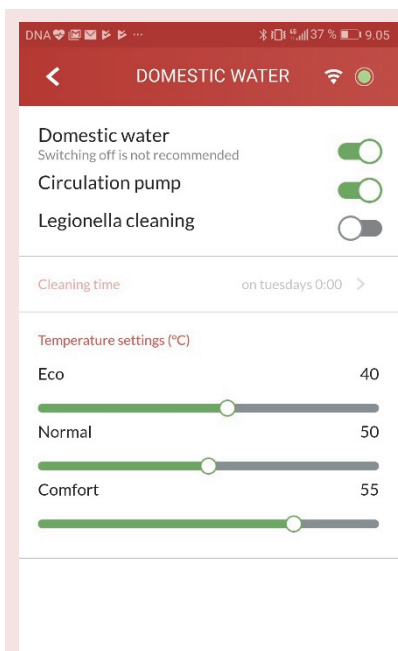 DNA ··· 4G 37 % 9.05
DOMESTIC WATER
Domestic water
Switching off is not recommended
Circulation pump
Legionella cleaning
Cleaning time on tuesdays 0:00
Temperature settings (°C)
Eco 40
Normal 50
Comfort 55